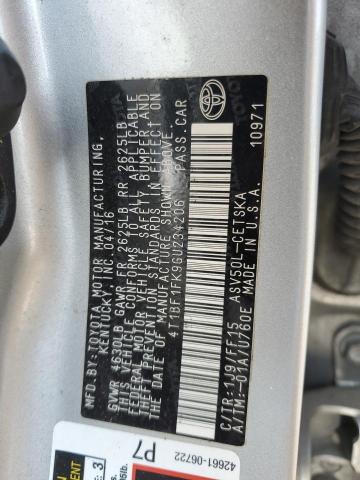 MFD.BY: TOYOTA MOTOR MANUFACTURING,
KENTUCKY, INC. 04/16
GVWR 4630LB GAWR FR 2625LB RR 2625LB
THIS VEHICLE CONFORMS TO ALL APPLICABLE
FEDERAL MOTOR VEHICLE SAFETY BUMPER AND
THEFT PREVENTION STANDARDS IN EFFECT ON
THE DATE OF MANUFACTURE SHOWN ABOVE.
4T1BF1FK9GU234206 PASS.CAR
C/TR: 1J9/FF15 ASV50L-CETSKA
A/TM: -01A/U760E MADE IN U.S.A.
TOYOTA
10971
42661-06722
P7
3